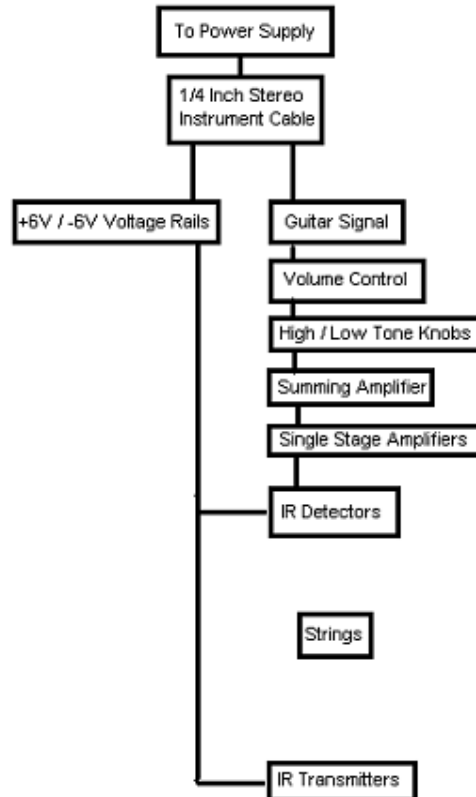 To Power Supply
1/4 Inch Stereo
Instrument Cable
+6V / -6V Voltage Rails
Guitar Signal
Volume Control
High / Low Tone Knobs
Summing Amplifier
Single Stage Amplifiers
IR Detectors
Strings
IR Transmitters